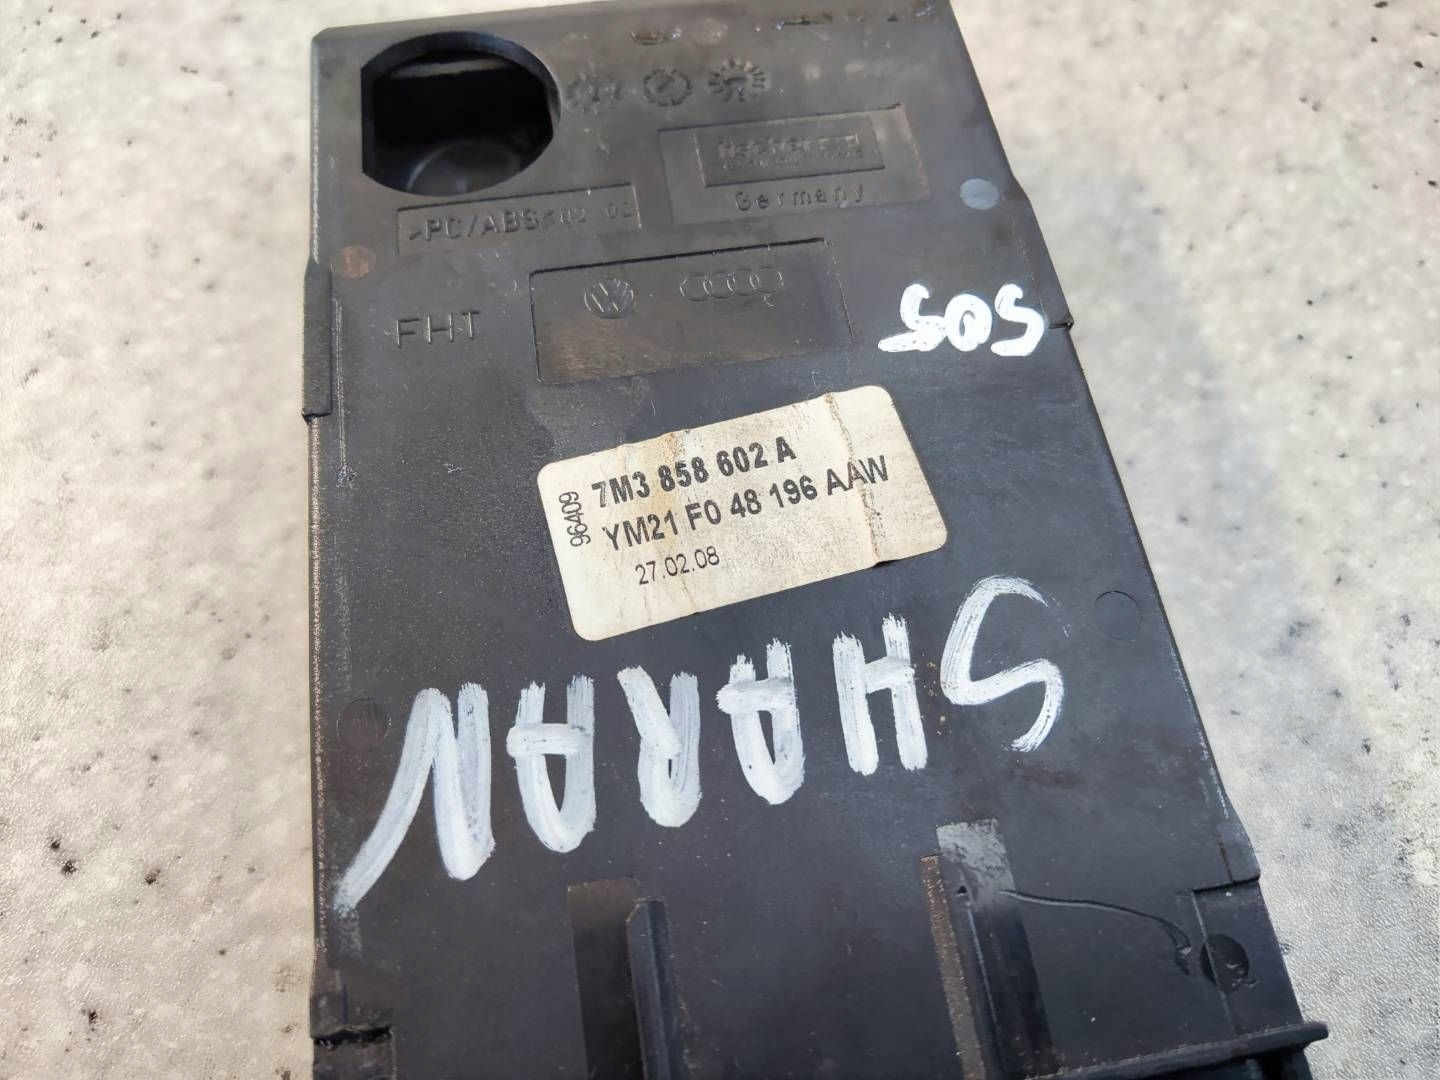 Germany
>PC/ABS<
FHT
SOS
7M3 858 602 A
YM21 F0 48 196 AAW
27.02.08
96409
SHARAN